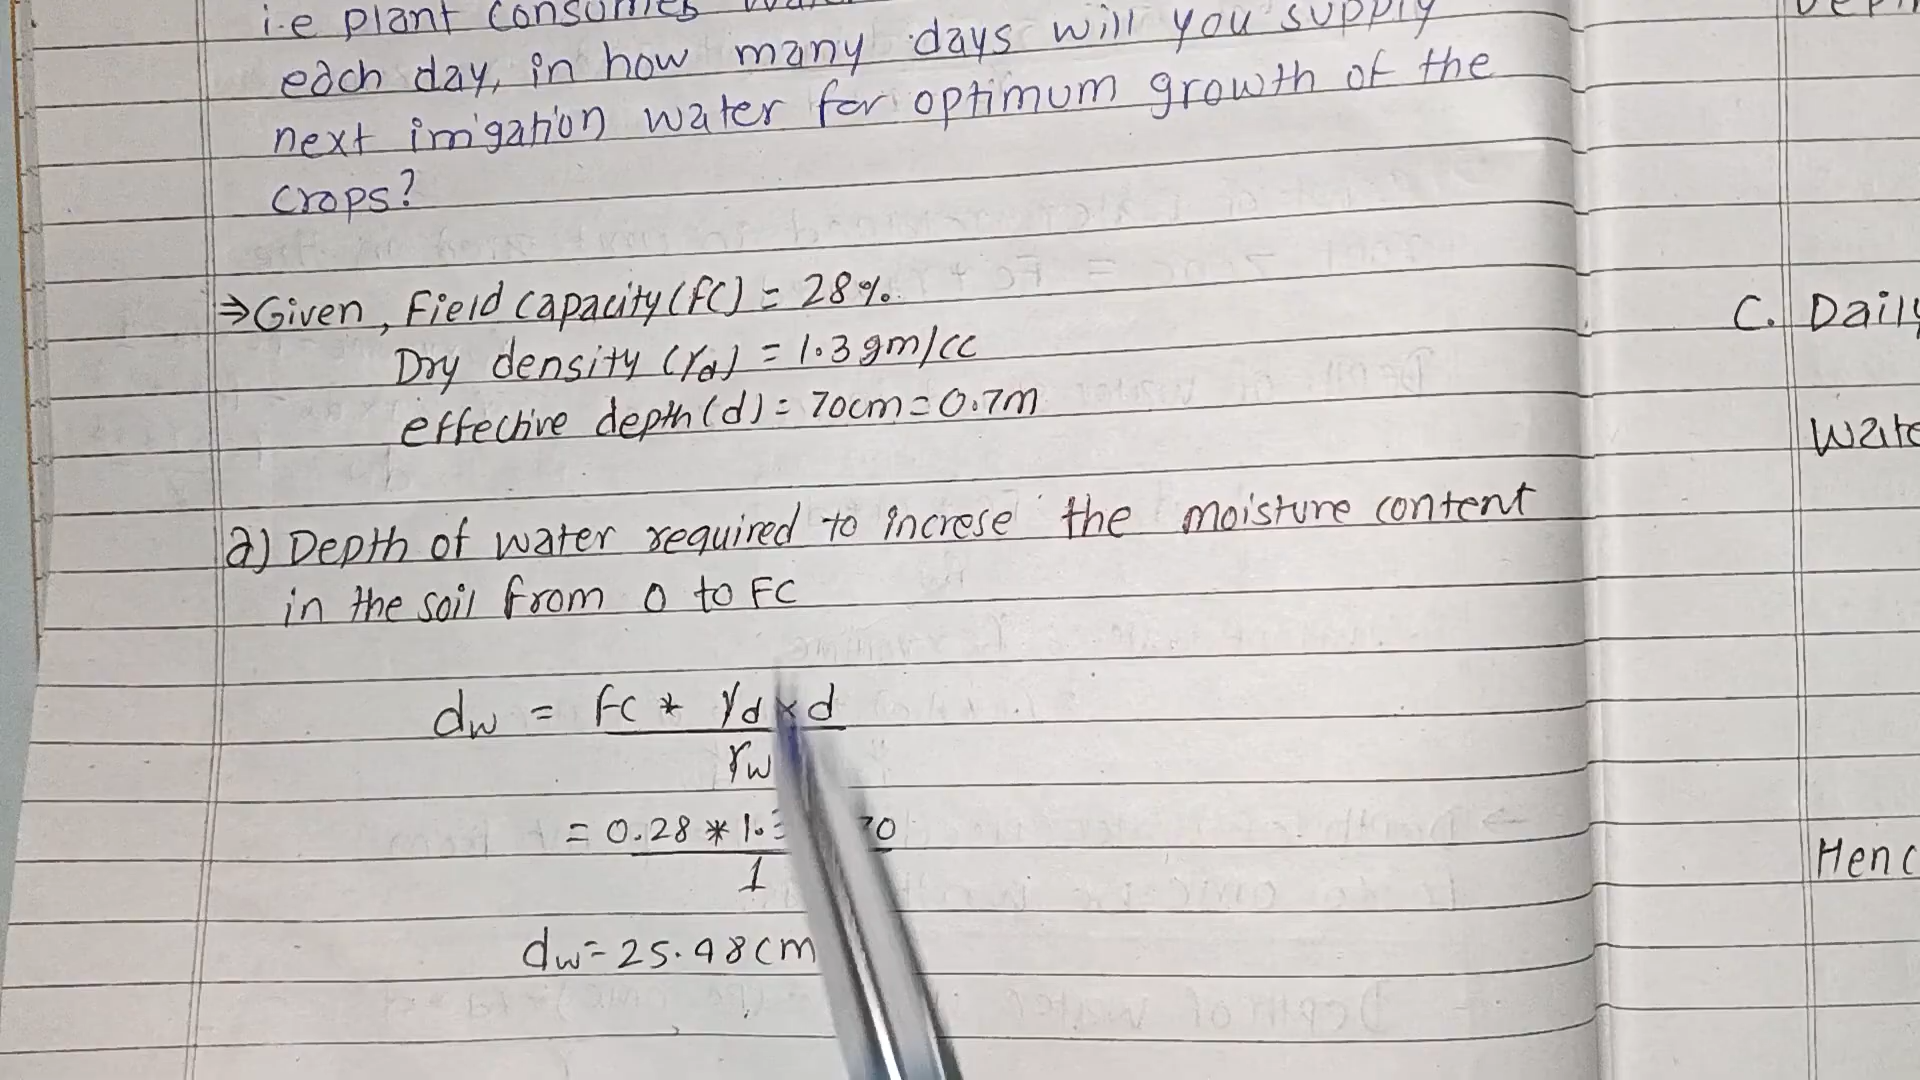 i.e plant consumes
each day, in how many days will you supply
next irrigation water for optimum growth of the
crops?
⇒ Given, Field capacity (FC) = 28%.
Dry density (γd) = 1.3 gm/cc
effective depth (d) = 70cm = 0.7m
a) Depth of water required to increse the moisture content
in the soil from 0 to FC
dw = FC * γd × d
γw
= 0.28 * 1.3 70
1
dw = 25.48 cm
C. Daily
Henc